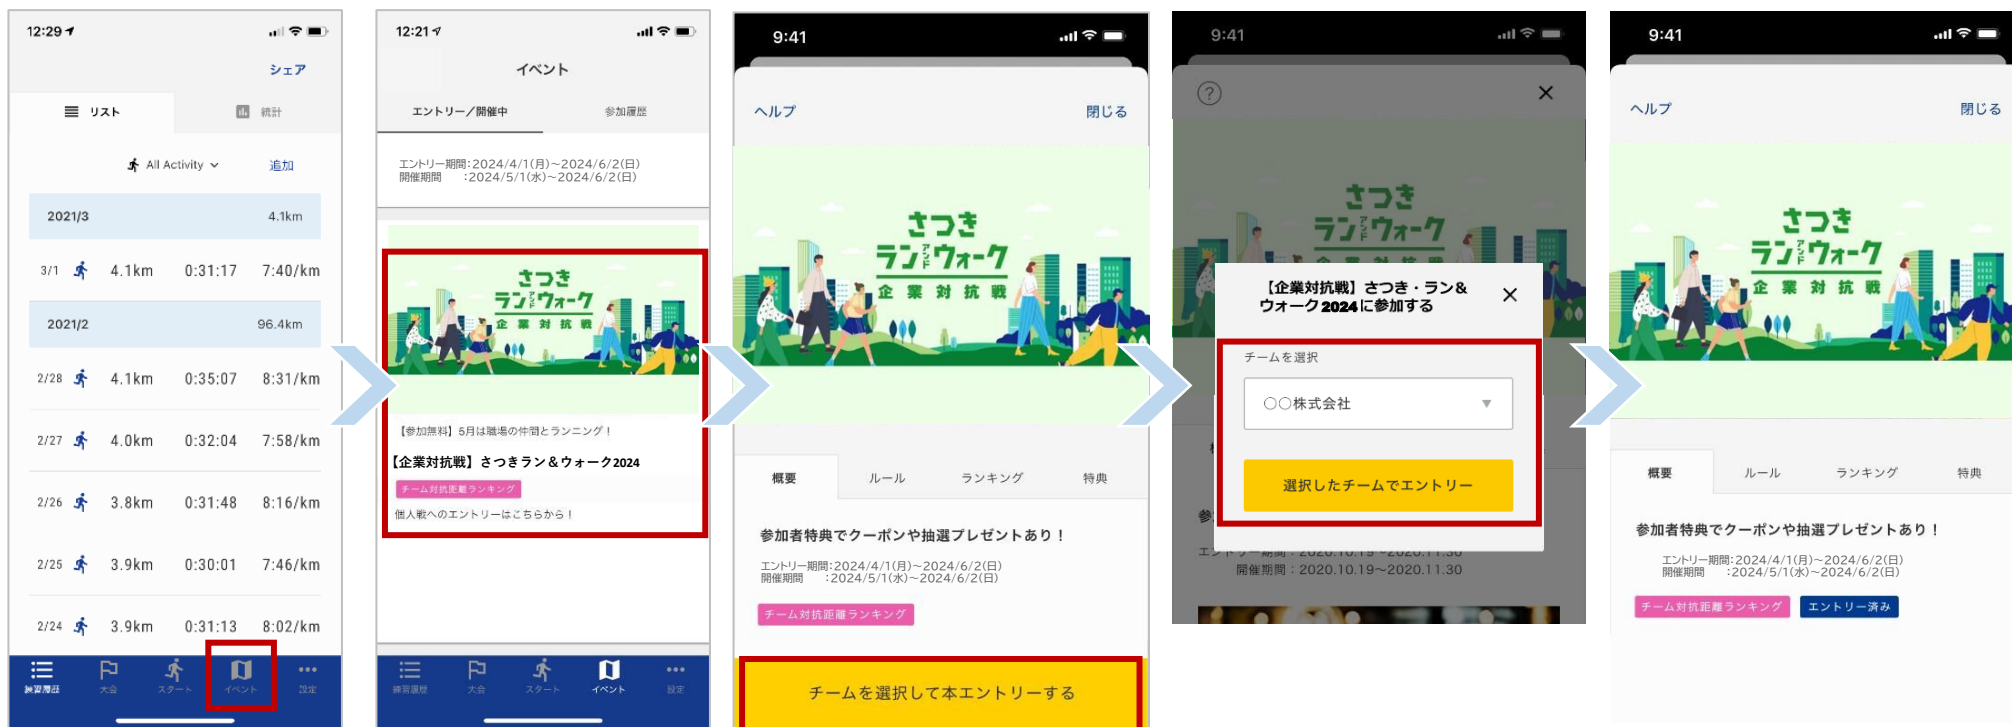 12:29
シェア
リスト
統計
All Activity
追加
2021/3 4.1km
3/1 4.1km 0:31:17 7:40/km
2021/2 96.4km
2/28 4.1km 0:35:07 8:31/km
2/27 4.0km 0:32:04 7:58/km
2/26 3.8km 0:31:48 8:16/km
2/25 3.9km 0:30:01 7:46/km
2/24 3.9km 0:31:13 8:02/km
練習履歴 大会 スタート イベント 設定
12:21
イベント
エントリー／開催中 参加履歴
エントリー期間:2024/4/1(月)～2024/6/2(日)
開催期間 :2024/5/1(水)～2024/6/2(日)
さつき
ランアンドウォーク
企業対抗戦
【参加無料】5月は職場の仲間とランニング！
【企業対抗戦】さつきラン＆ウォーク2024
チーム対抗距離ランキング
個人戦へのエントリーはこちらから！
練習履歴 大会 スタート イベント 設定
9:41
ヘルプ 閉じる
さつき
ランアンドウォーク
企業対抗戦
概要 ルール ランキング 特典
参加者特典でクーポンや抽選プレゼントあり！
エントリー期間:2024/4/1(月)～2024/6/2(日)
開催期間 :2024/5/1(水)～2024/6/2(日)
チーム対抗距離ランキング
チームを選択して本エントリーする
9:41
?
さつき
ランアンドウォーク
【企業対抗戦】さつき・ラン＆
ウォーク2024に参加する
チームを選択
○○株式会社
選択したチームでエントリー
エントリー期間：2020.10.19～2020.11.30
開催期間：2020.10.19～2020.11.30
9:41
ヘルプ 閉じる
さつき
ランアンドウォーク
企業対抗戦
概要 ルール ランキング 特典
参加者特典でクーポンや抽選プレゼントあり！
エントリー期間:2024/4/1(月)～2024/6/2(日)
開催期間 :2024/5/1(水)～2024/6/2(日)
チーム対抗距離ランキング エントリー済み